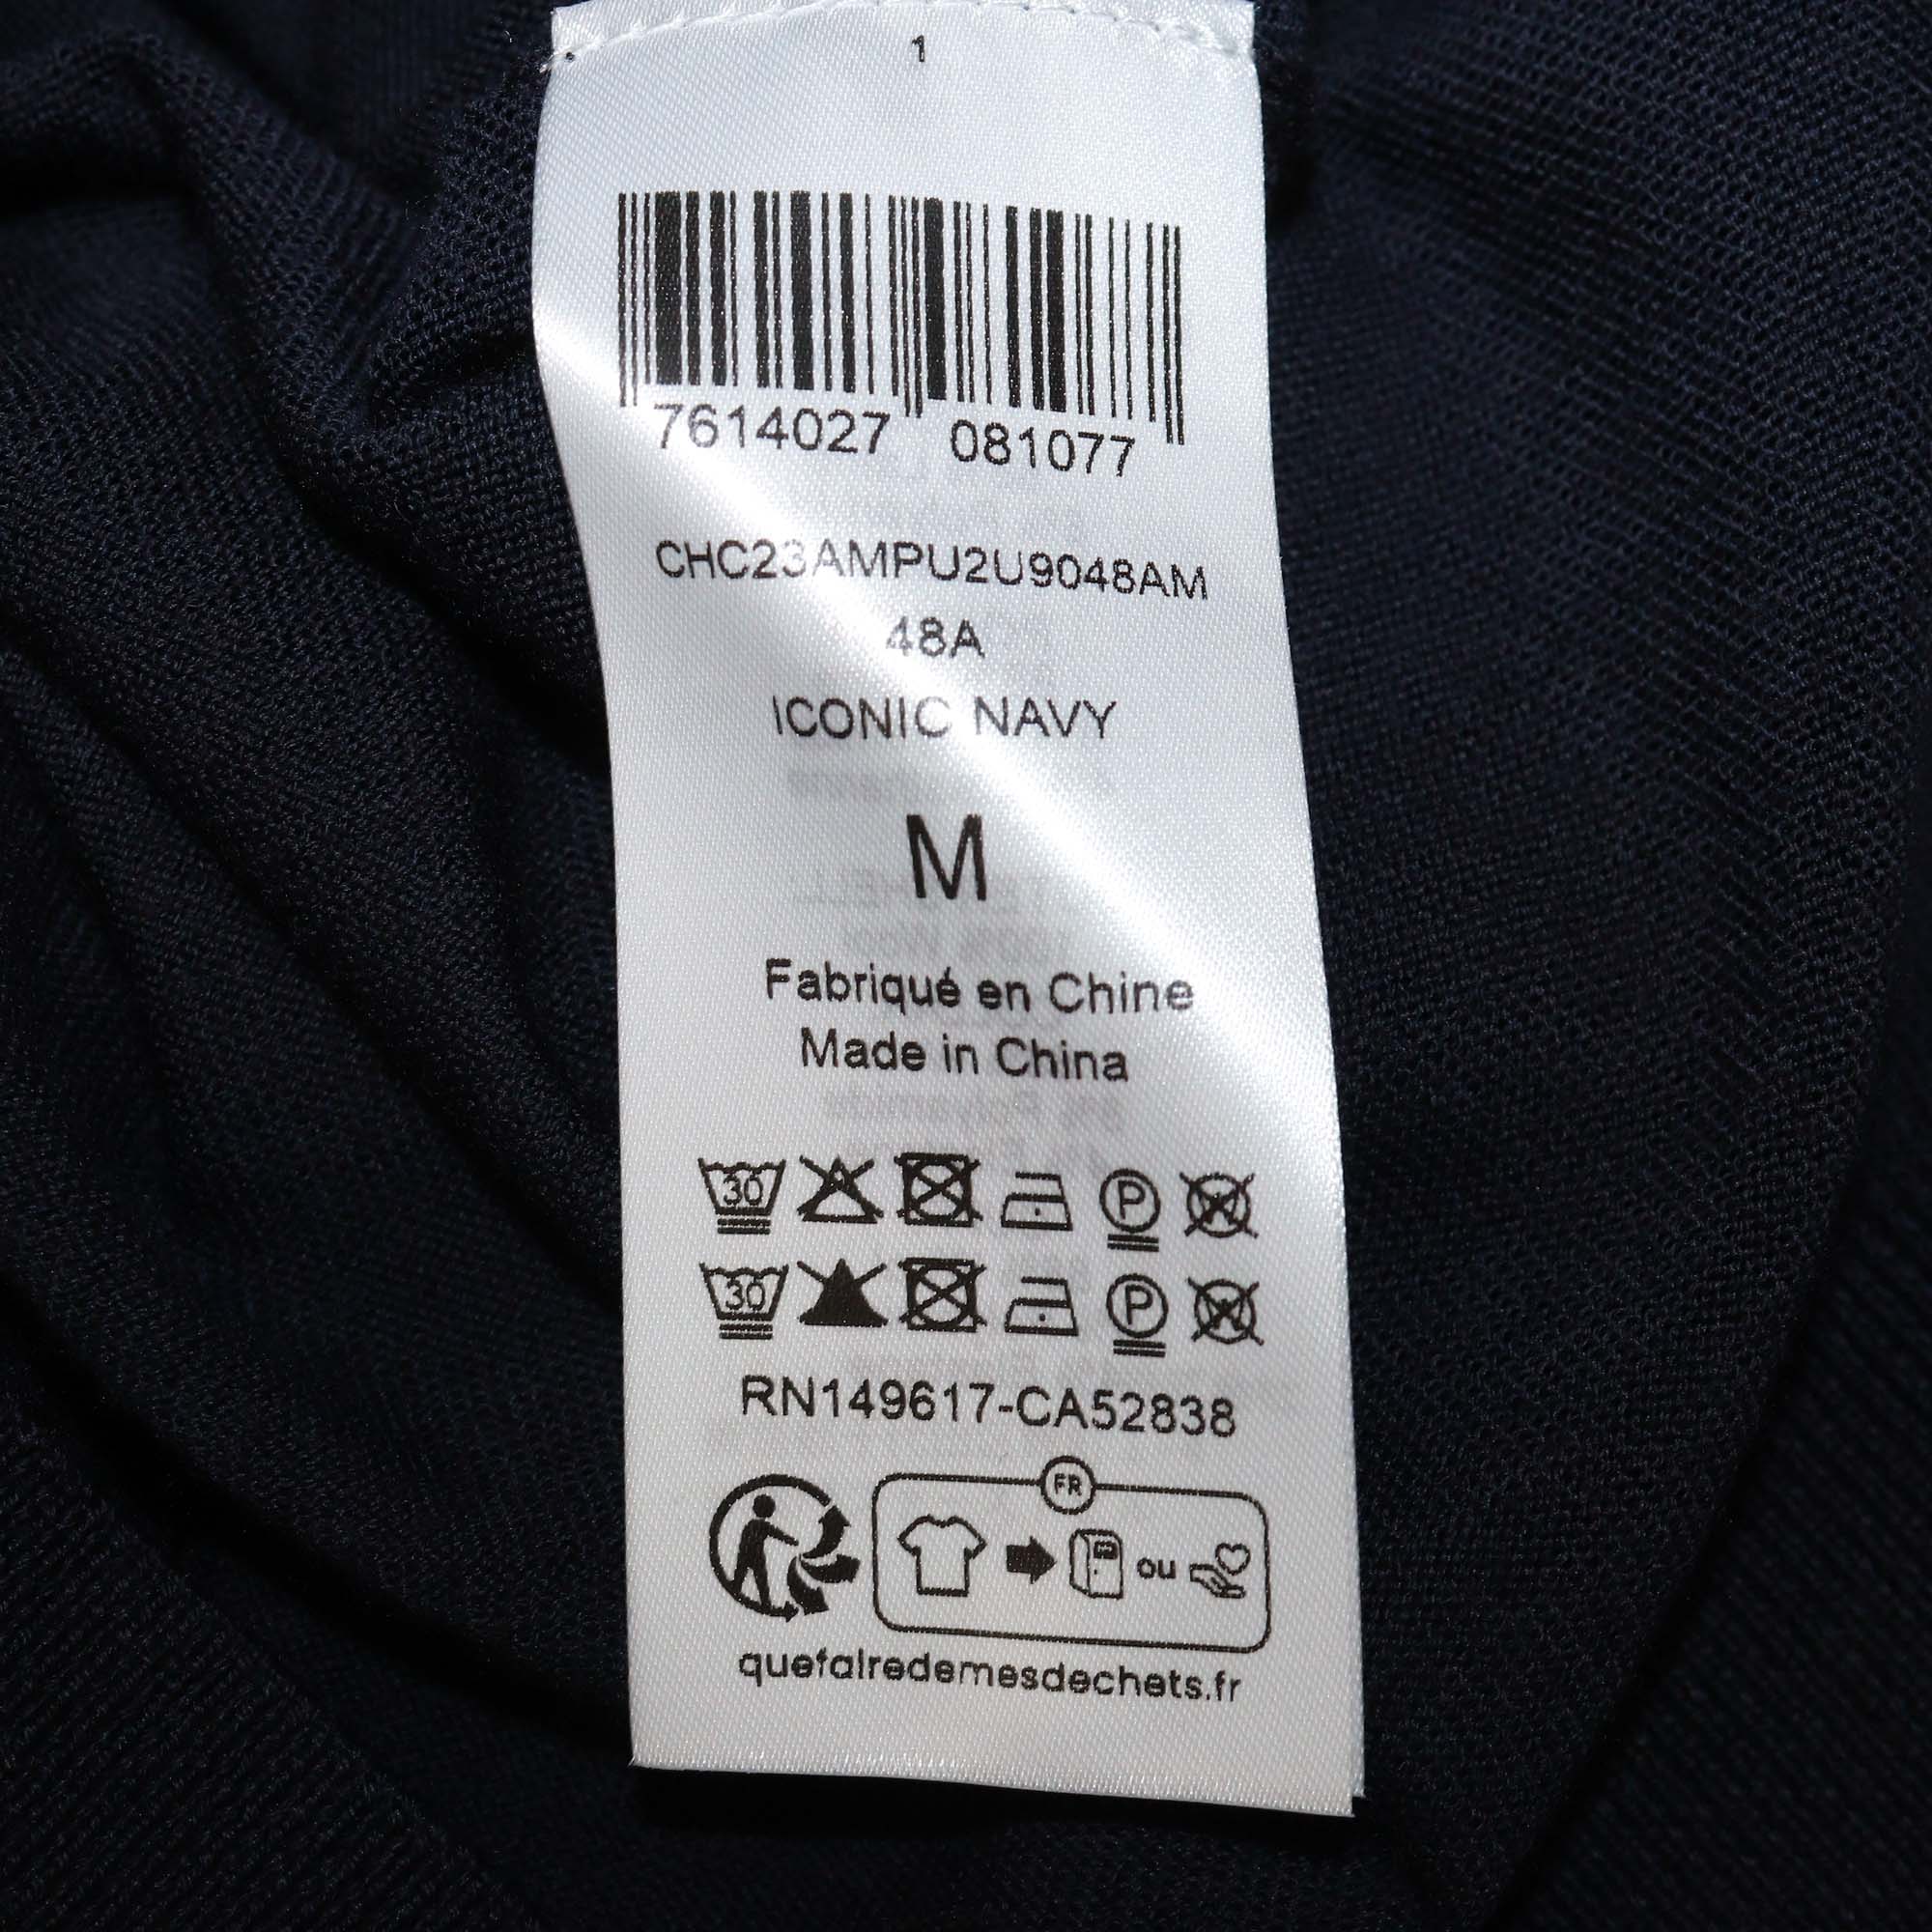 1
7614027 081077
CHC23AMPU2U9048AM
48A
ICONIC NAVY
M
Fabriqué en Chine
Made in China
30 P W
30 P W
RN149617-CA52838
FR
ou
quefairedemesdechets.fr